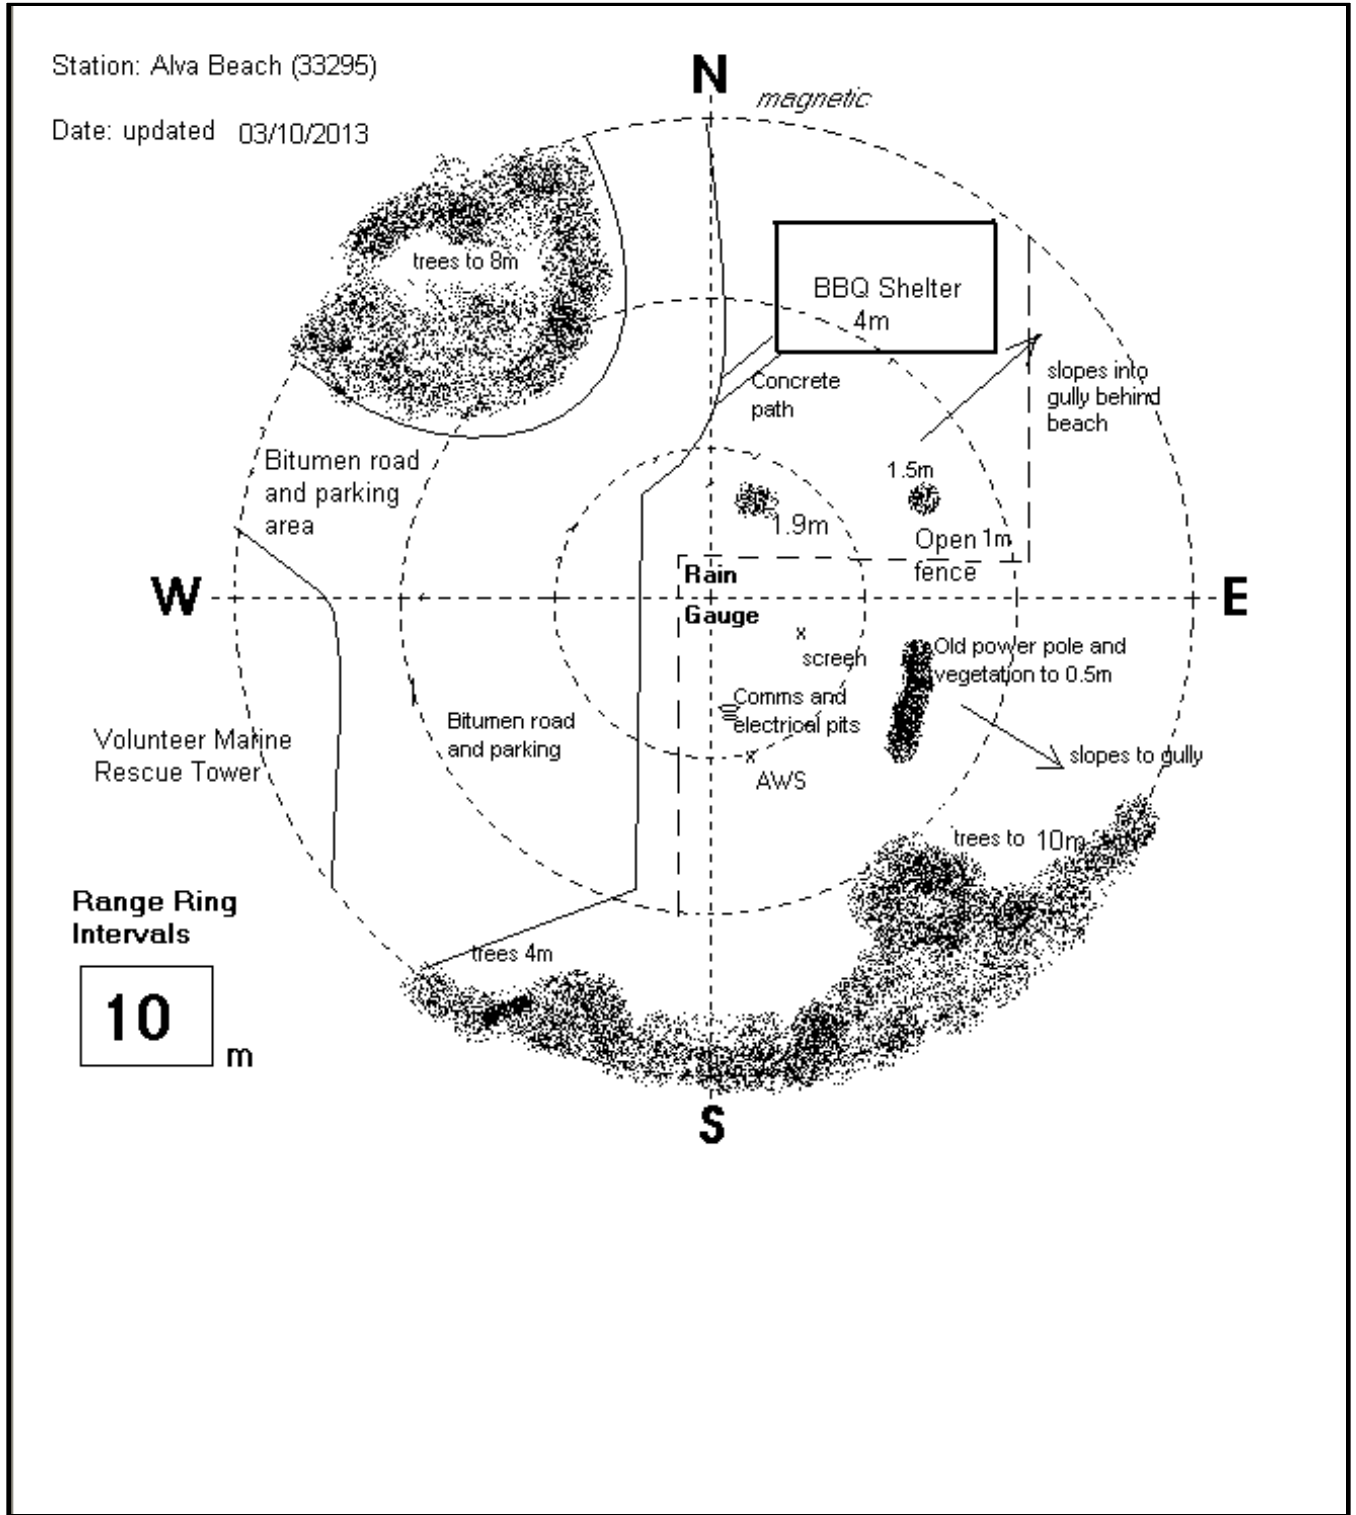 Station: Alva Beach (33295)
Date: updated 03/10/2013
N
magnetic
trees to 8m
BBQ Shelter
4m
Concrete
path
slopes into
gully behind
beach
Bitumen road
and parking
area
1.5m
1.9m
Open 1m
fence
Rain
Gauge
W
E
screen
Old power pole and
vegetation to 0.5m
Comms and
electrical pits
Bitumen road
and parking
Volunteer Marine
Rescue Tower
slopes to gully
AWS
trees to 10m
Range Ring
Intervals
10
m
trees 4m
S